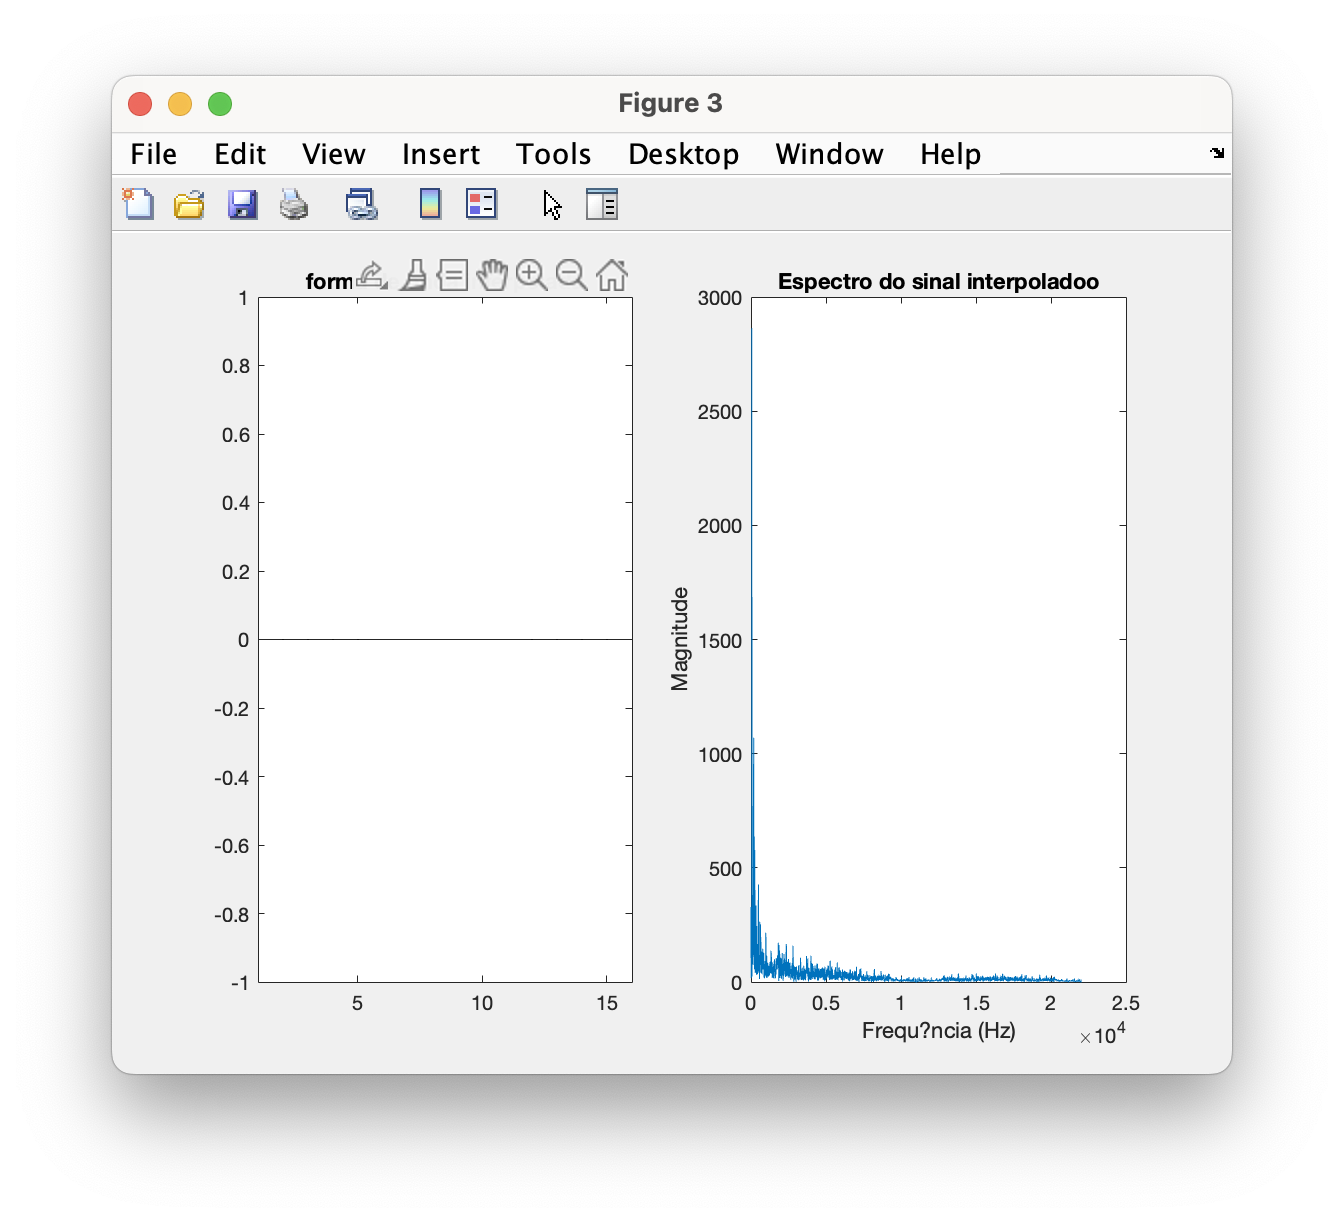 Figure 3
File Edit View Insert Tools Desktop Window Help
form
1
0.8
0.6
0.4
0.2
0
-0.2
-0.4
-0.6
-0.8
-1
5 10 15
Espectro do sinal interpoladoo
3000
2500
2000
1500
1000
500
0
Magnitude
0 0.5 1 1.5 2 2.5
Frequ?ncia (Hz)
×10⁴